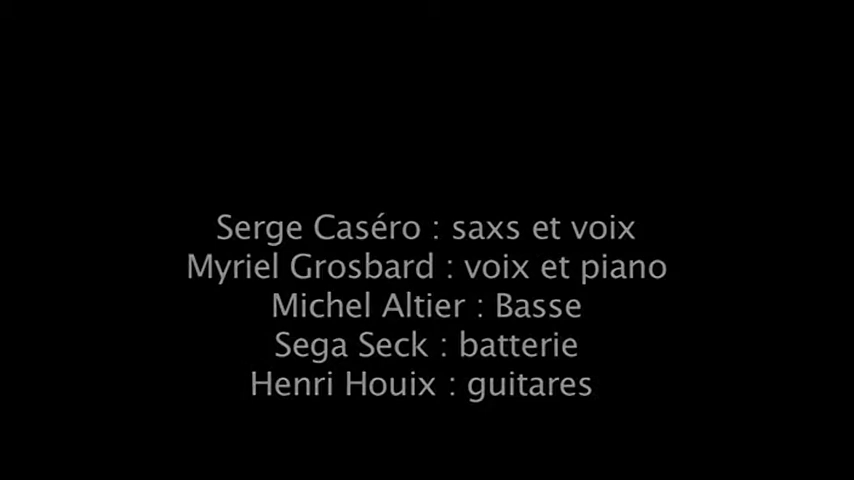 Serge Caséro : saxs et voix
Myriel Grosbard : voix et piano
Michel Altier : Basse
Sega Seck : batterie
Henri Houix : guitares